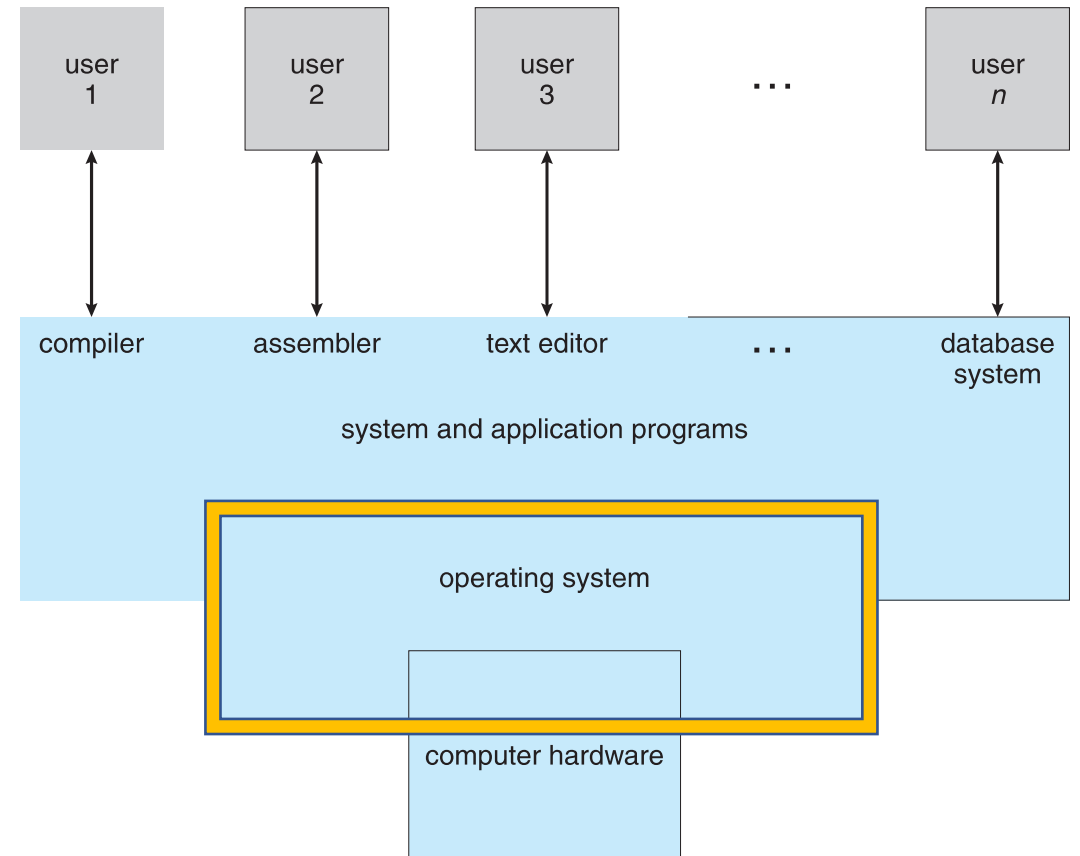 user
1
user
2
user
3
...
user
n
compiler
assembler
text editor
...
database
system
system and application programs
operating system
computer hardware